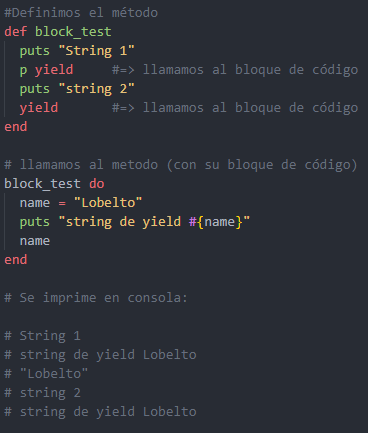 #Definimos el método
def block_test
  puts "String 1"
  p yield     #=> llamamos al bloque de código
  puts "string 2"
  yield       #=> llamamos al bloque de código
end

# llamamos al metodo (con su bloque de código)
block_test do
  name = "Lobelto"
  puts "string de yield #{name}"
  name
end

# Se imprime en consola:

# String 1
# string de yield Lobelto
# "Lobelto"
# string 2
# string de yield Lobelto